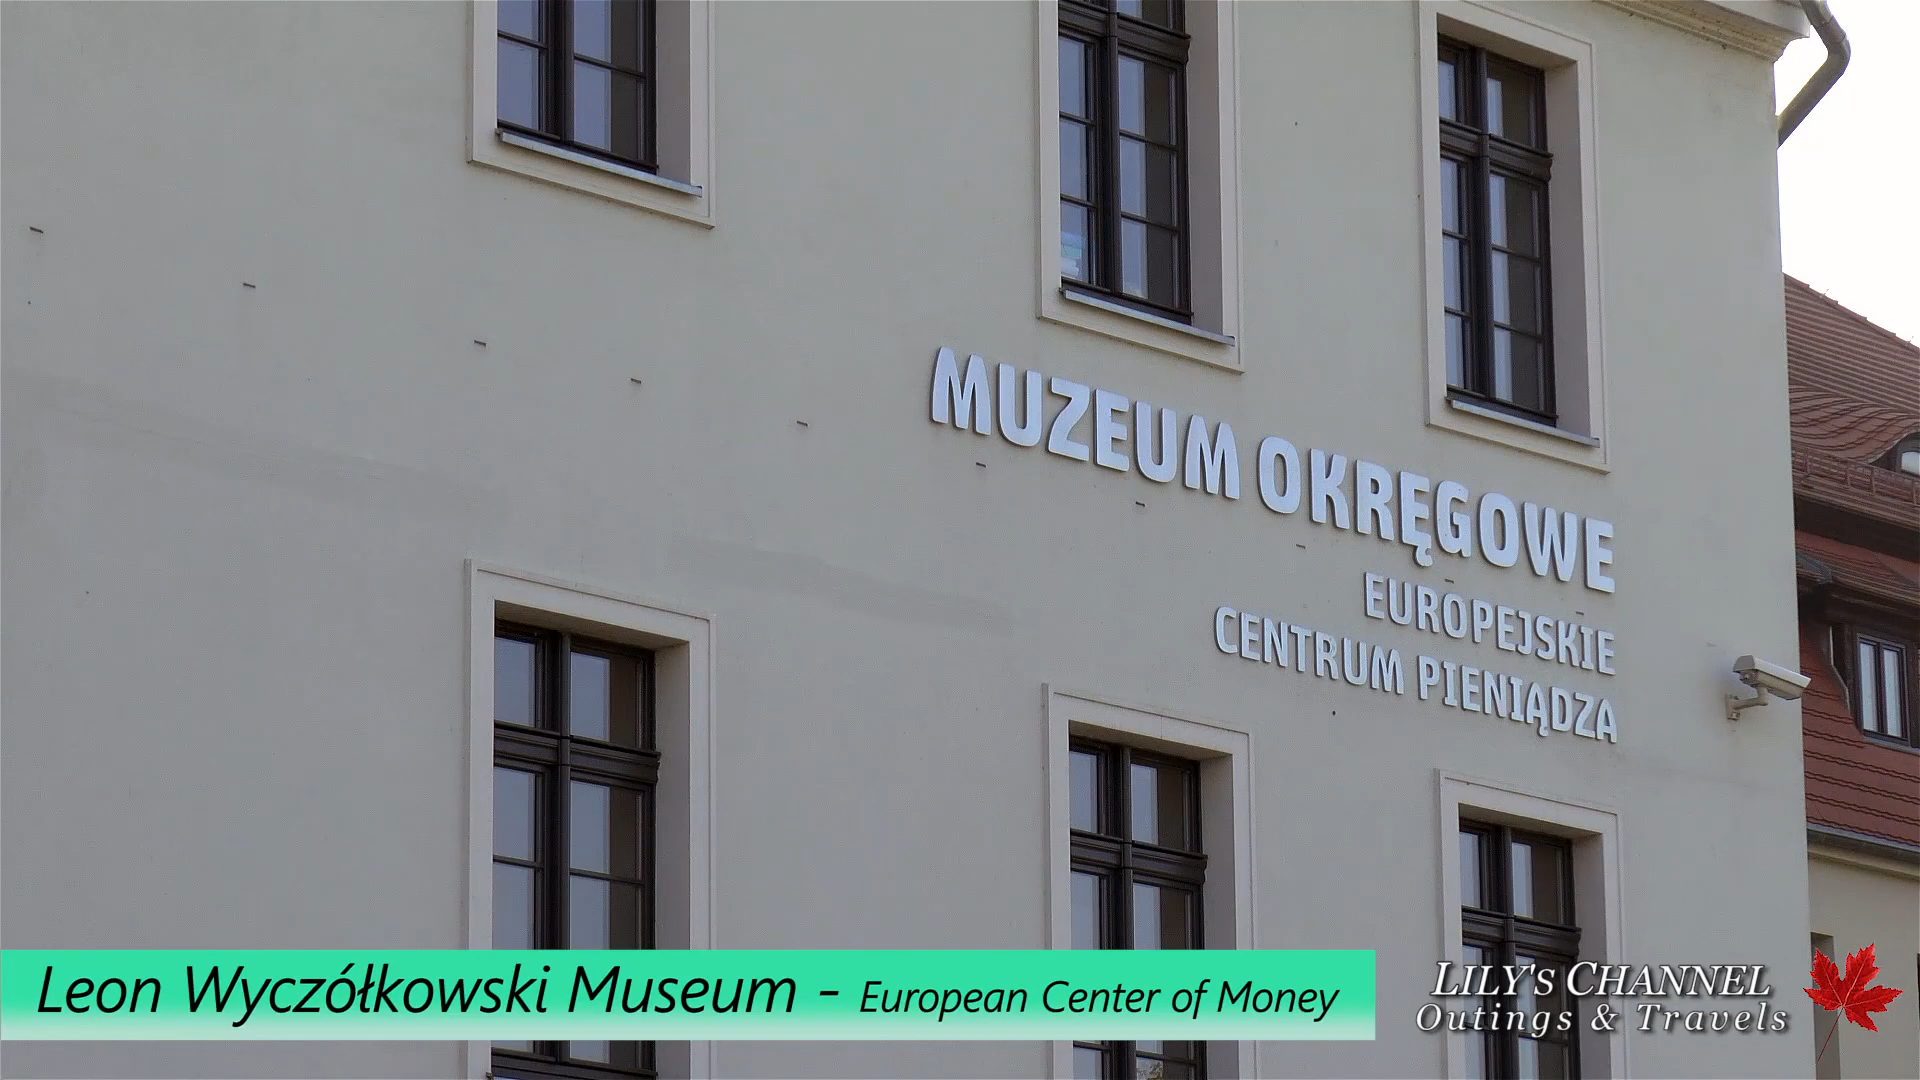 MUZEUM OKRĘGOWE
EUROPEJSKIE
CENTRUM PIENIĄDZA
Leon Wyczółkowski Museum - European Center of Money
LILY'S CHANNEL
Outings & Travels